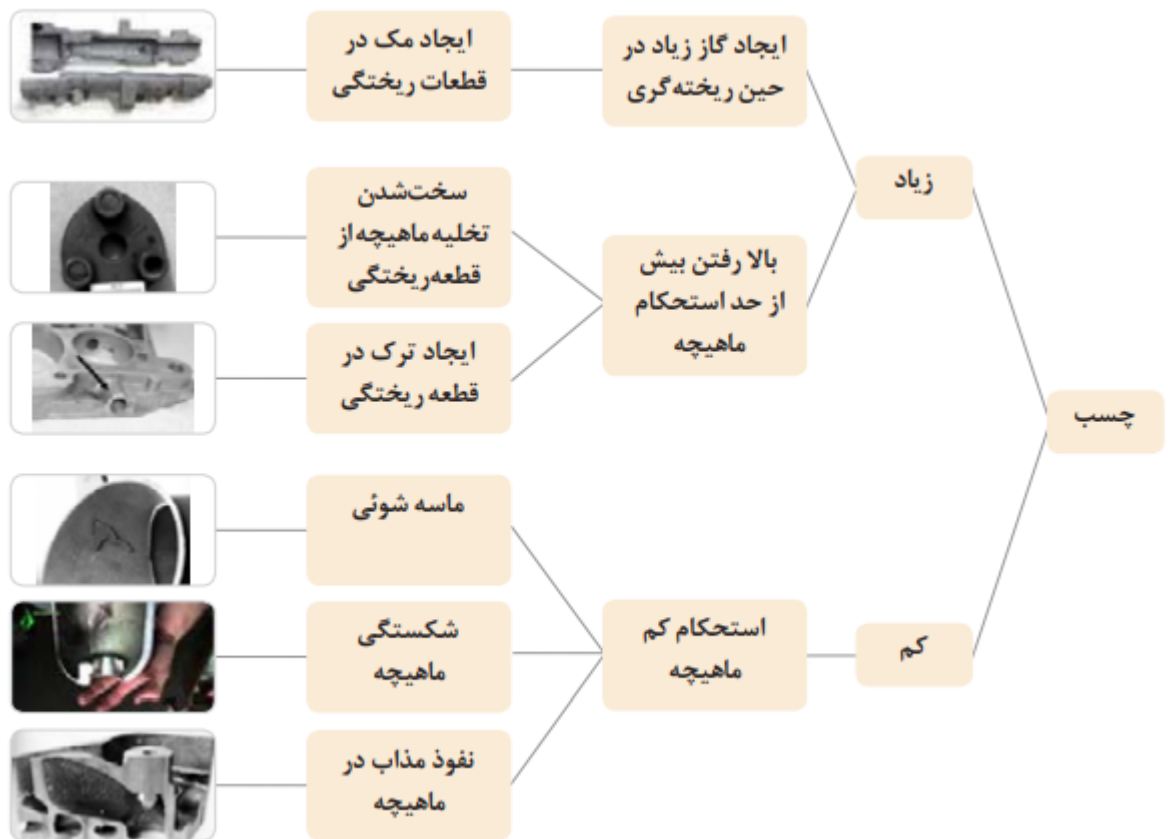 چسب
زیاد
ایجاد گاز زیاد در
حین ریخته‌گری
ایجاد مک در
قطعات ریختگی
بالا رفتن بیش
از حد استحکام
ماهیچه
سخت‌شدن
تخلیه ماهیچه از
قطعه‌ریختگی
ایجاد ترک در
قطعه ریختگی
کم
استحکام کم
ماهیچه
ماسه شوئی
شکستگی
ماهیچه
نفوذ مذاب در
ماهیچه